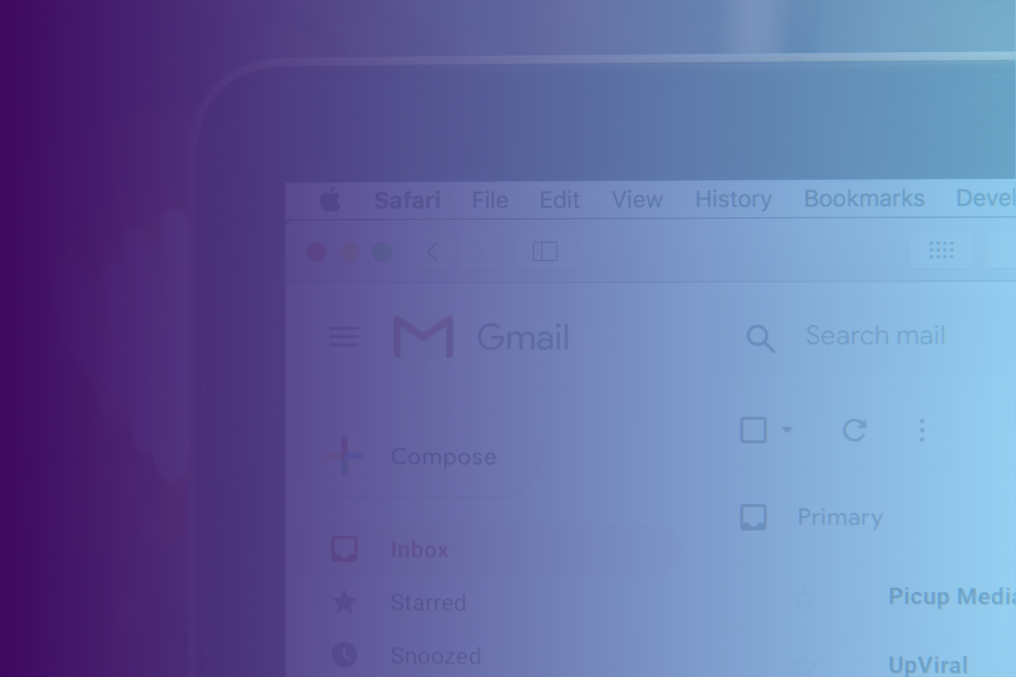 Safari File Edit View History Bookmarks Devel
Gmail
Search mail
Compose
Primary
Inbox
Starred
Picup Media
Snoozed
UpViral